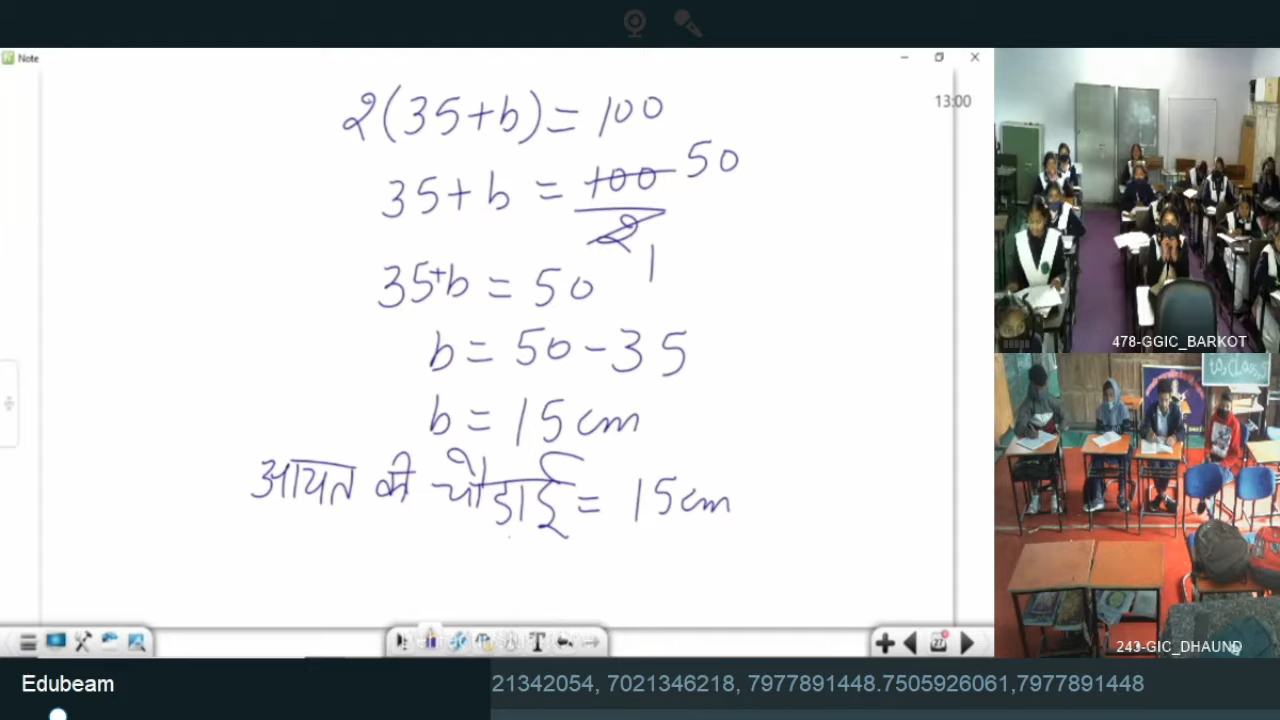 Note
13:00
2(35+b)=100
35+b = 100/2 50
1
35+b = 50
b = 50-35
b = 15cm
आयत की चौडाई = 15cm
478-GGIC_BARKOT
243-GIC_DHAUND
Edubeam
21342054, 7021346218, 7977891448.7505926061,7977891448